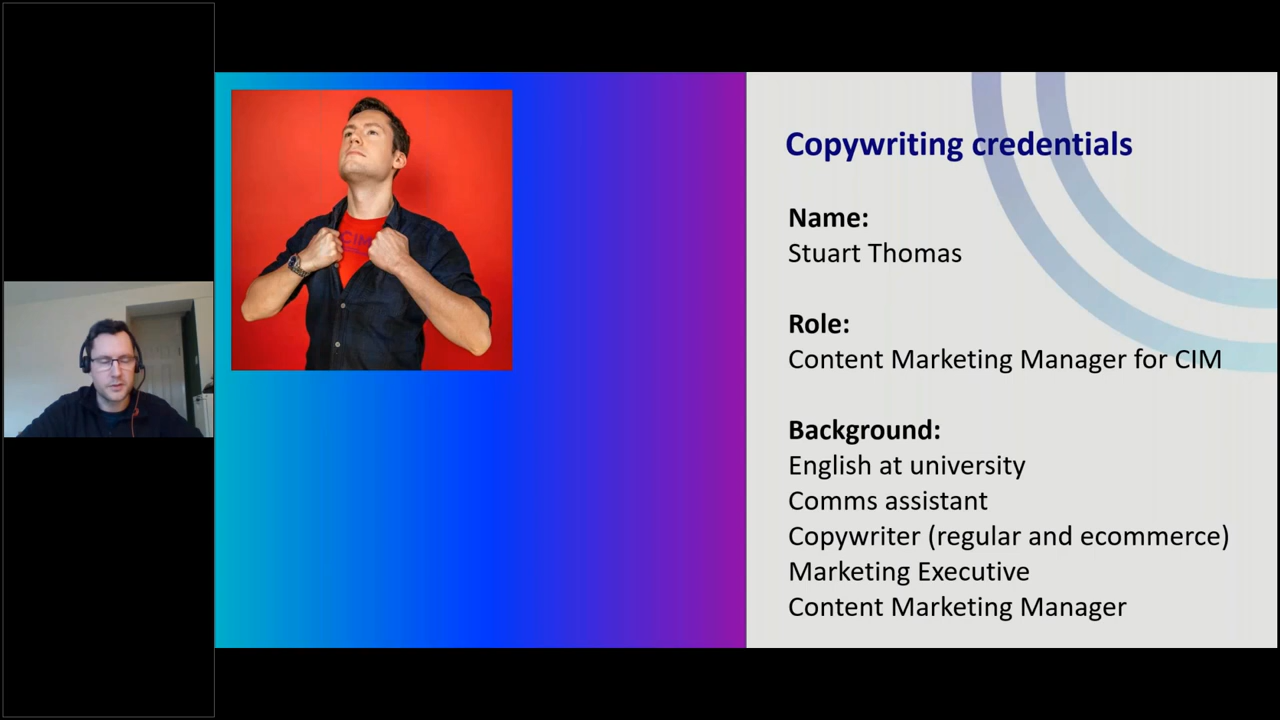 CIM
Copywriting credentials
Name:
Stuart Thomas
Role:
Content Marketing Manager for CIM
Background:
English at university
Comms assistant
Copywriter (regular and ecommerce)
Marketing Executive
Content Marketing Manager